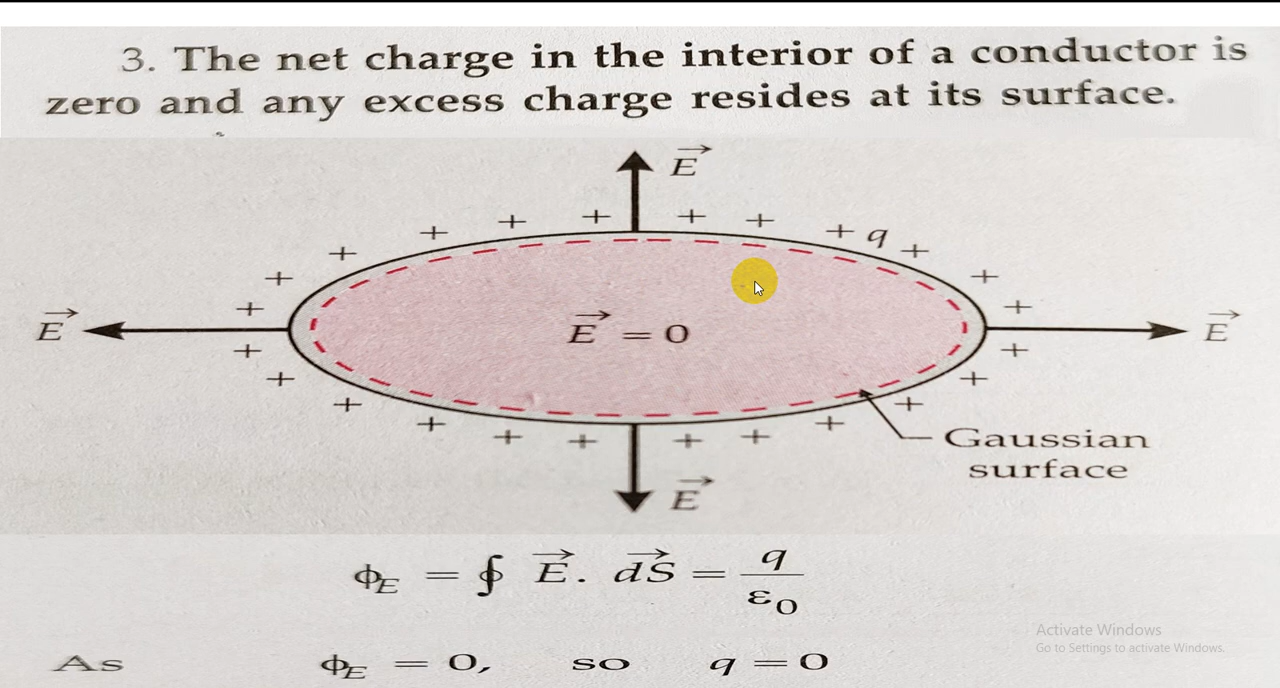 3. The net charge in the interior of a conductor is
zero and any excess charge resides at its surface.
E→
+ + + + + + + + + + + q + + +
E→ + E→ = 0 + E→
+ + + + + + + + + + + + +
Gaussian
surface
E→
ϕE = ∮ E→. dS→ = q/ε0
As ϕE = 0, so q = 0
Activate Windows
Go to Settings to activate Windows.